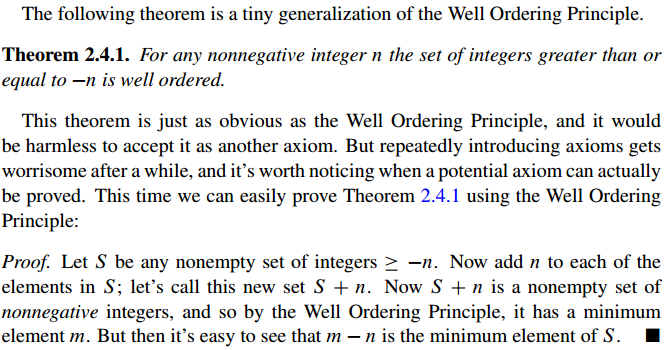 The following theorem is a tiny generalization of the Well Ordering Principle.
Theorem 2.4.1. For any nonnegative integer n the set of integers greater than or
equal to −n is well ordered.
This theorem is just as obvious as the Well Ordering Principle, and it would
be harmless to accept it as another axiom. But repeatedly introducing axioms gets
worrisome after a while, and it’s worth noticing when a potential axiom can actually
be proved. This time we can easily prove Theorem 2.4.1 using the Well Ordering
Principle:
Proof. Let S be any nonempty set of integers ≥ −n. Now add n to each of the
elements in S; let’s call this new set S + n. Now S + n is a nonempty set of
nonnegative integers, and so by the Well Ordering Principle, it has a minimum
element m. But then it’s easy to see that m − n is the minimum element of S. ■